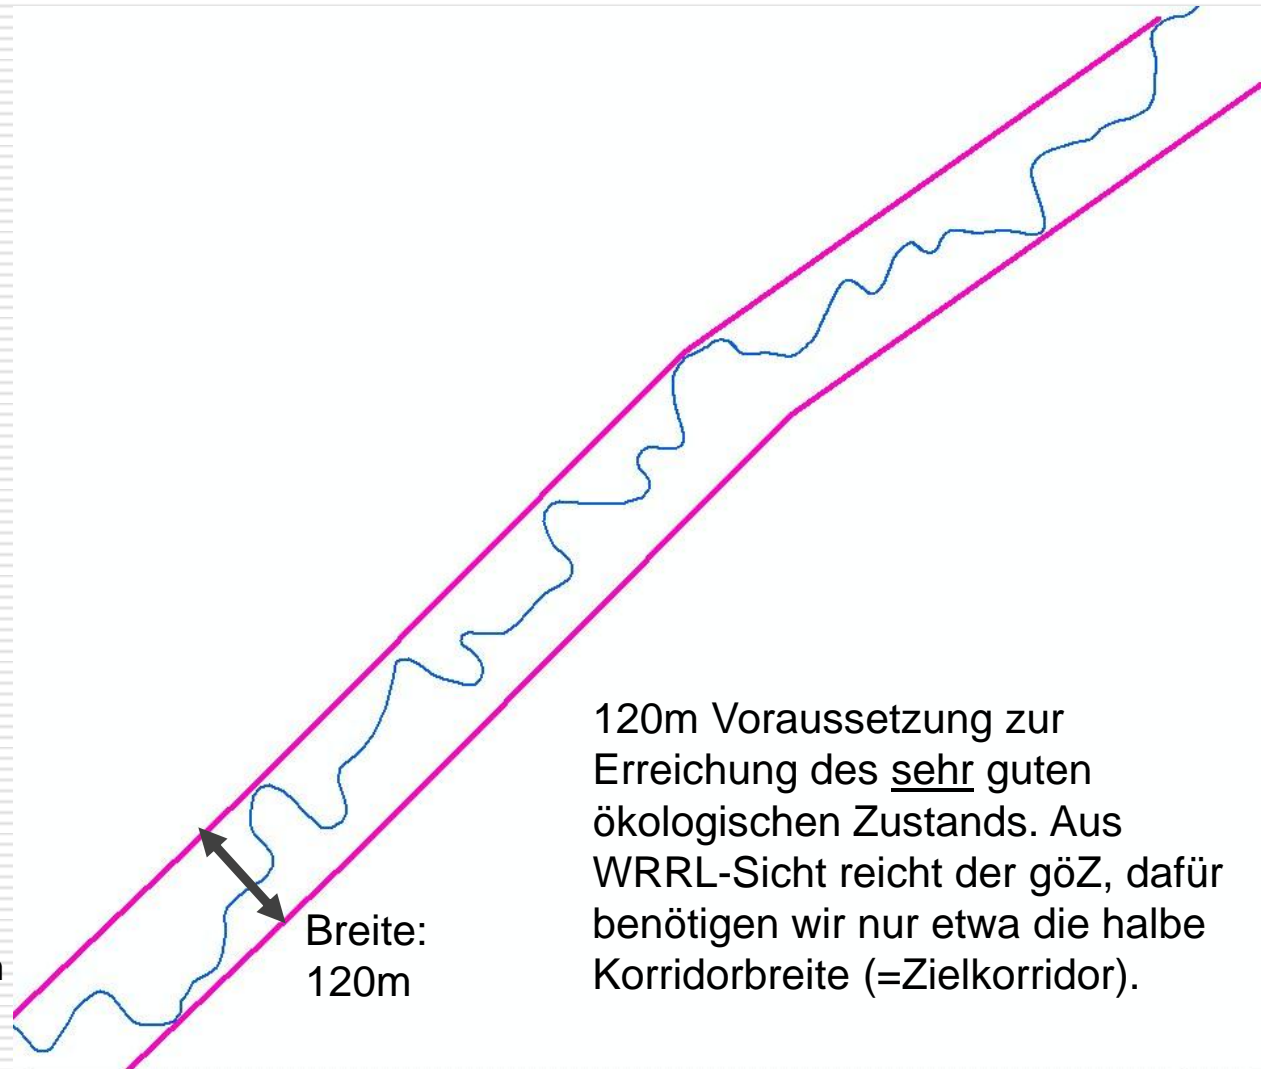 120m Voraussetzung zur
Erreichung des sehr guten
ökologischen Zustands. Aus
WRRL-Sicht reicht der göZ, dafür
benötigen wir nur etwa die halbe
Korridorbreite (=Zielkorridor).
Breite:
120m